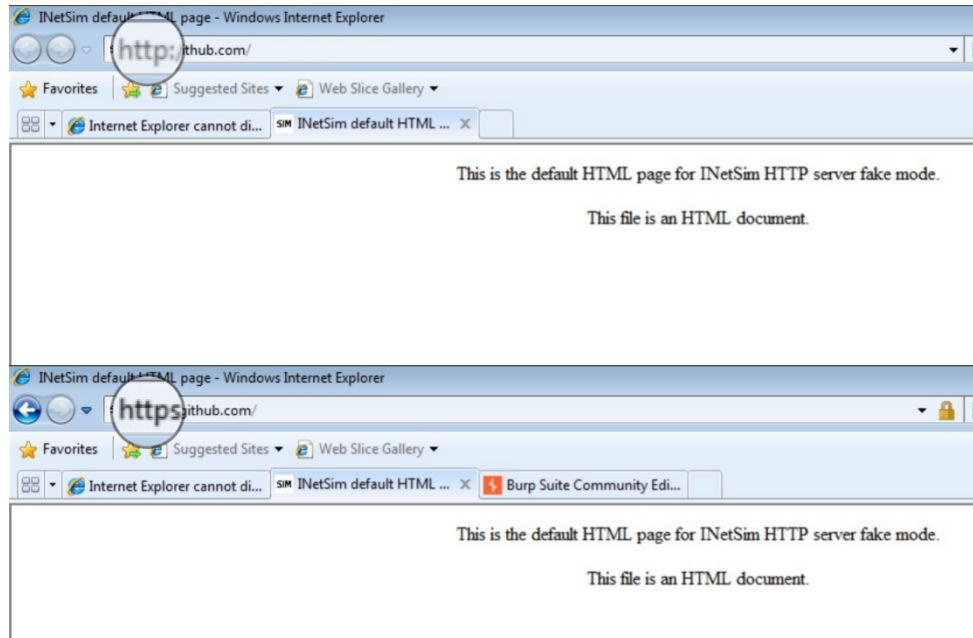 INetSim default HTML page - Windows Internet Explorer
http:/ithub.com/
Favorites Suggested Sites Web Slice Gallery
Internet Explorer cannot di... SIM INetSim default HTML ... X
This is the default HTML page for INetSim HTTP server fake mode.
This file is an HTML document.
INetSim default HTML page - Windows Internet Explorer
https github.com/
Favorites Suggested Sites Web Slice Gallery
Internet Explorer cannot di... SIM INetSim default HTML ... X Burp Suite Community Edi...
This is the default HTML page for INetSim HTTP server fake mode.
This file is an HTML document.